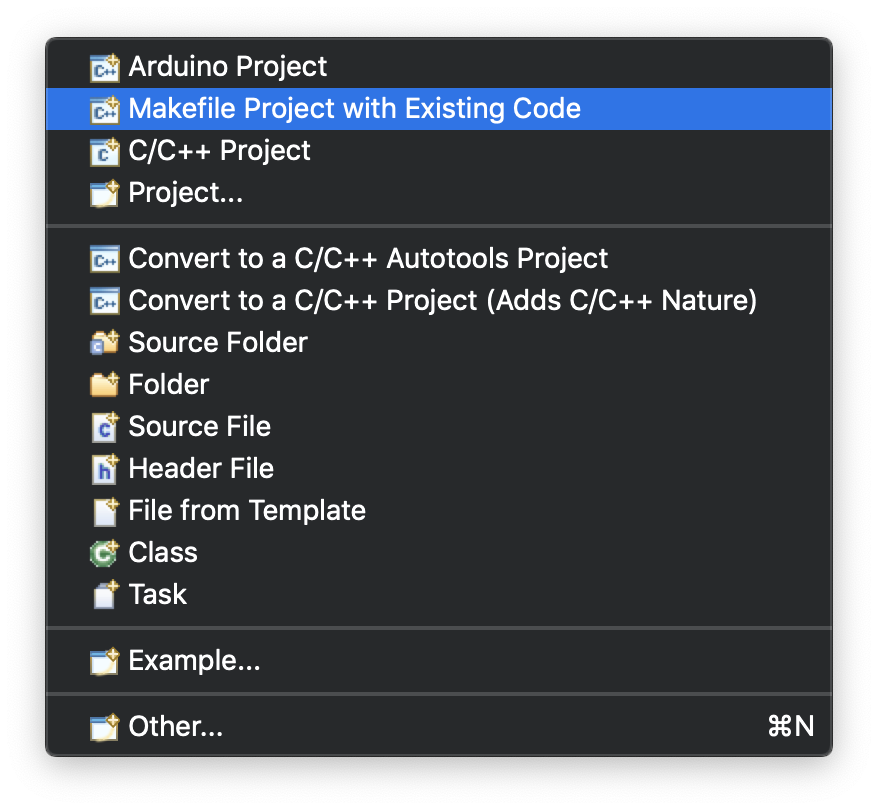 Arduino Project
Makefile Project with Existing Code
C/C++ Project
Project...
Convert to a C/C++ Autotools Project
Convert to a C/C++ Project (Adds C/C++ Nature)
Source Folder
Folder
Source File
Header File
File from Template
Class
Task
Example...
Other... ⌘N